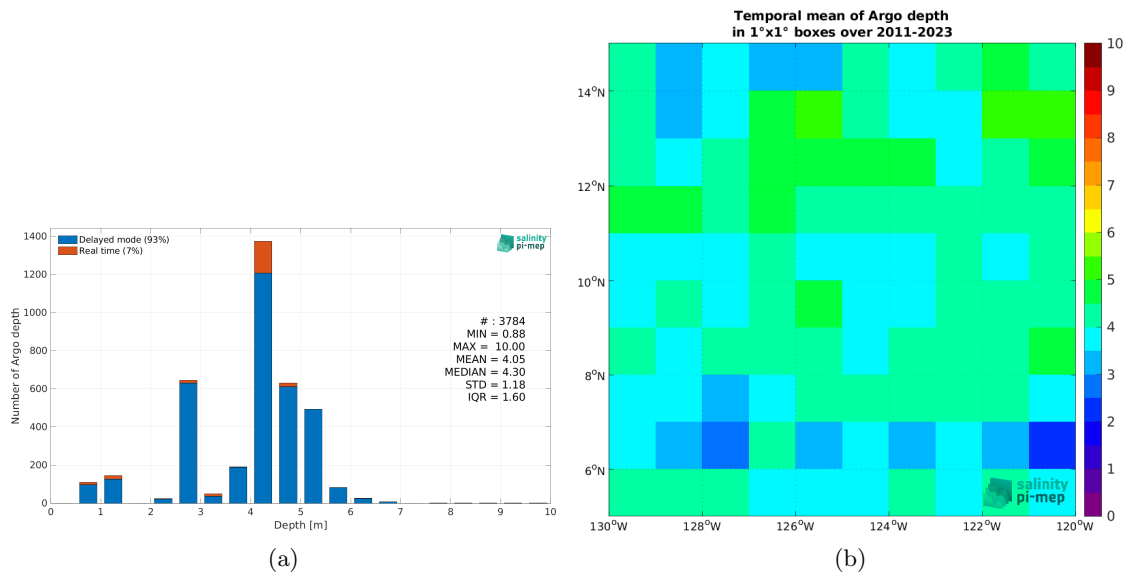 Delayed mode (93%)
Real time (7%)
salinity
pi-mep
1400
1200
1000
800
600
400
200
0
Number of Argo depth
# : 3784
MIN = 0.88
MAX = 10.00
MEAN = 4.05
MEDIAN = 4.30
STD = 1.18
IQR = 1.60
0 1 2 3 4 5 6 7 8 9 10
Depth [m]
(a)
Temporal mean of Argo depth
in 1°x1° boxes over 2011-2023
14°N
12°N
10°N
8°N
6°N
130°W 128°W 126°W 124°W 122°W 120°W
salinity
pi-mep
10
9
8
7
6
5
4
3
2
1
0
(b)